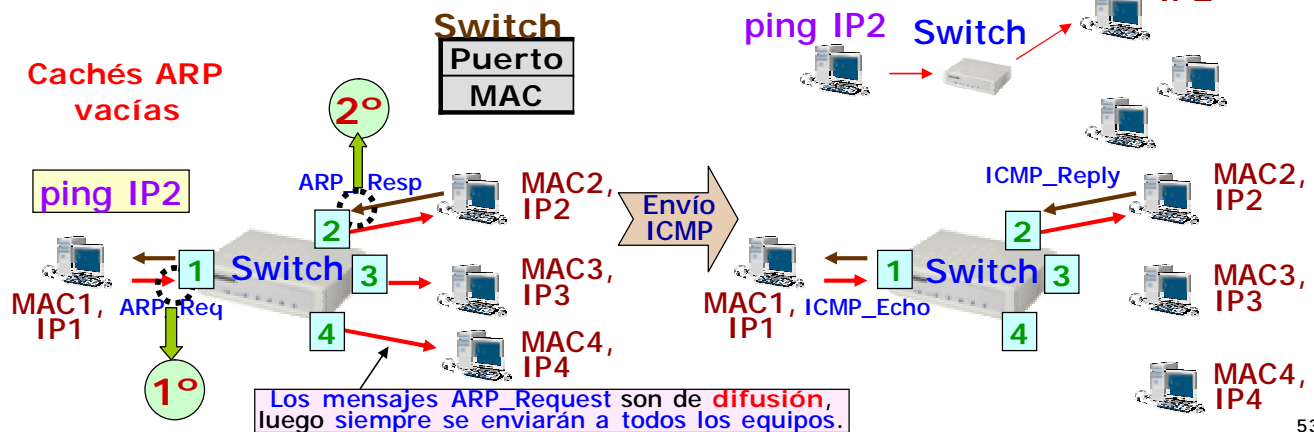 Switch
Puerto
MAC
Cachés ARP
vacías
2º
ping IP2
ARP_Resp
MAC2,
IP2
2
1
Switch
3
MAC3,
IP3
MAC1,
IP1
ARP_Req
4
MAC4,
IP4
1º
Los mensajes ARP_Request son de difusión,
luego siempre se enviarán a todos los equipos.
Envío
ICMP
ping IP2
Switch
ICMP_Reply
MAC2,
IP2
2
1
Switch
3
MAC3,
IP3
MAC1,
IP1
ICMP_Echo
4
MAC4,
IP4
53